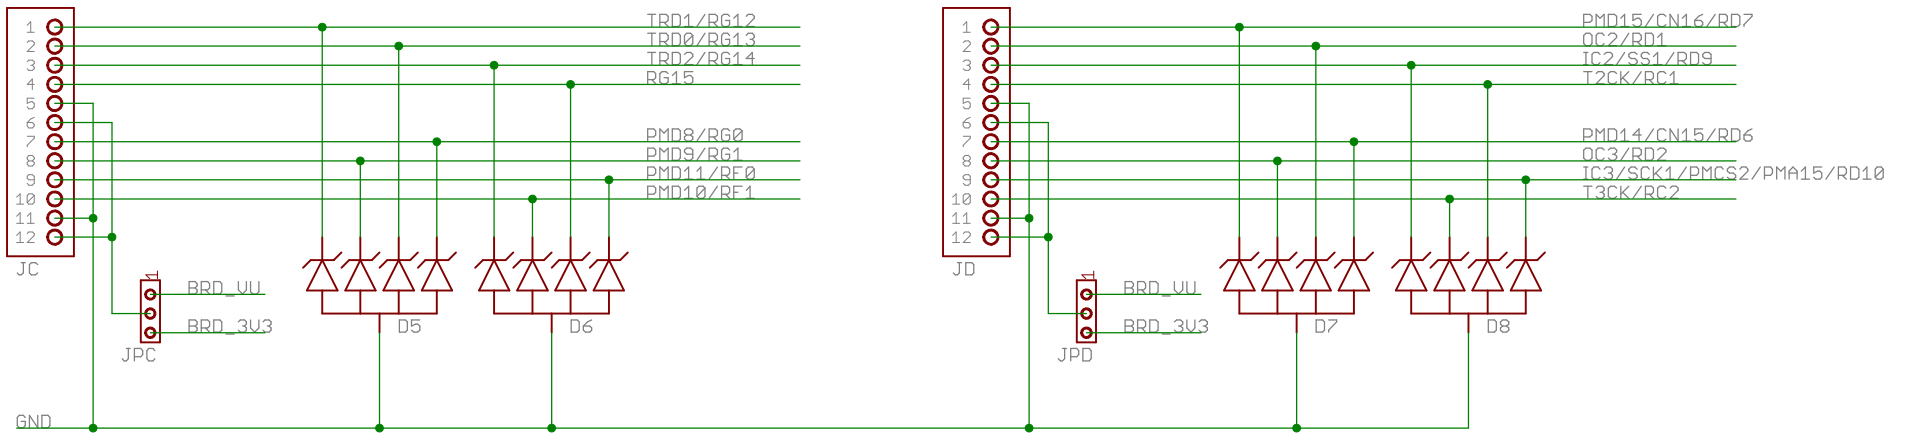 1 TRD1/RG12
2 TRD0/RG13
3 TRD2/RG14
4 RG15
5
6
7 PMD8/RG0
8 PMD9/RG1
9 PMD11/RF0
10 PMD10/RF1
11
12
JC
1
BRD_VU
BRD_3V3
JPC
D5
D6
1 PMD15/CN16/RD7
2 OC2/RD1
3 IC2/SS1/RD9
4 T2CK/RC1
5
6
7 PMD14/CN15/RD6
8 OC3/RD2
9 IC3/SCK1/PMCS2/PMA15/RD10
10 T3CK/RC2
11
12
JD
1
BRD_VU
BRD_3V3
JPD
D7
D8
GND